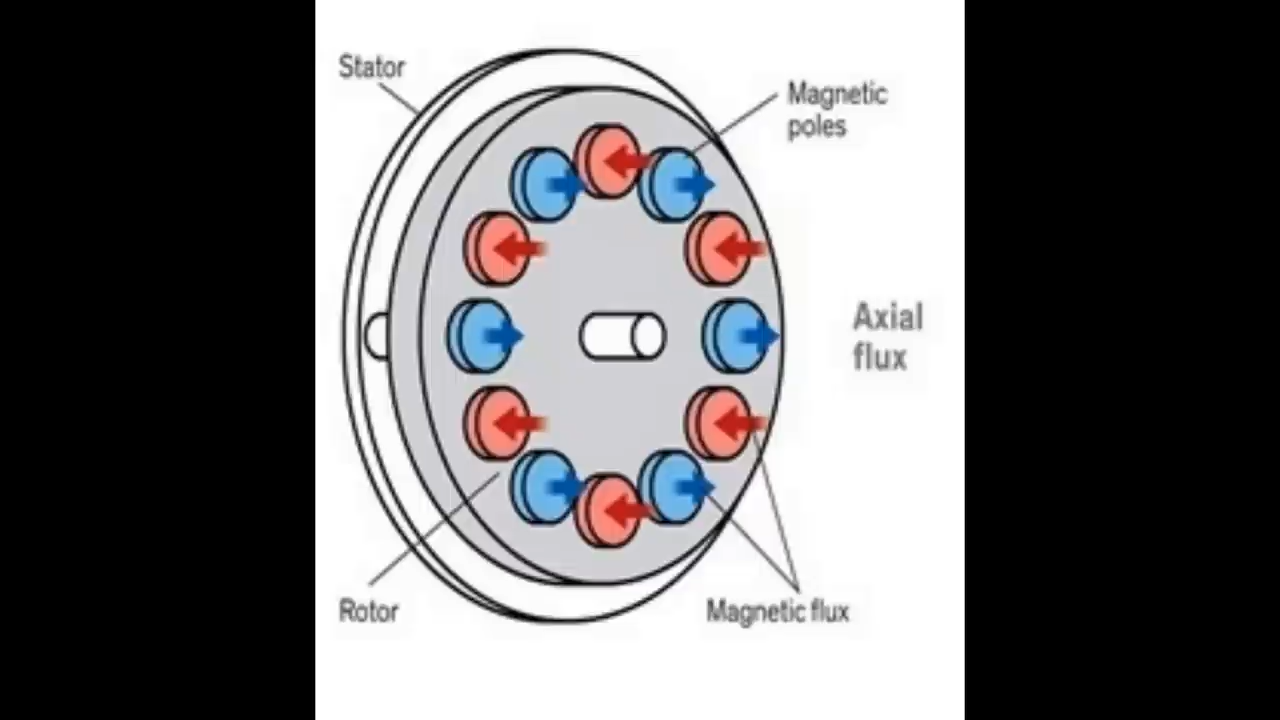 Stator
Magnetic
poles
Axial
flux
Rotor
Magnetic flux